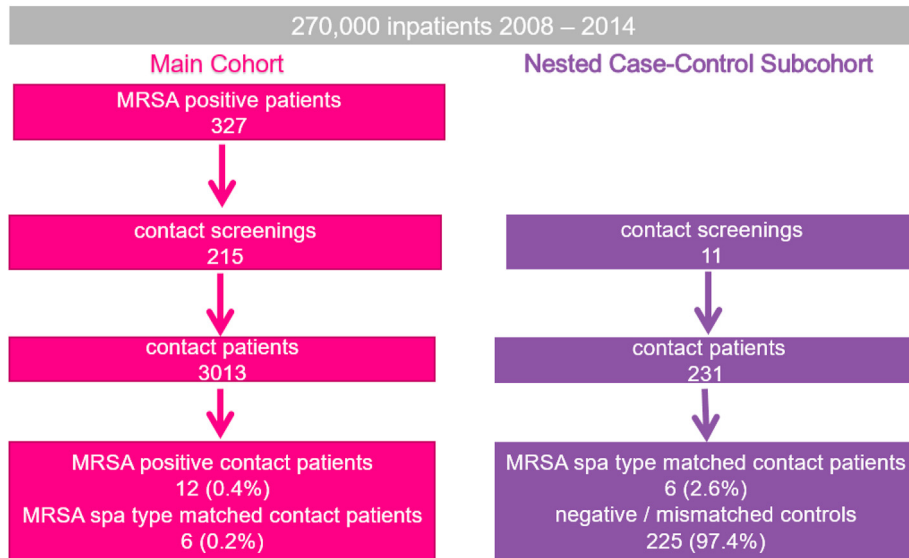 270,000 inpatients 2008 – 2014
Main Cohort
MRSA positive patients
327
contact screenings
215
contact patients
3013
MRSA positive contact patients
12 (0.4%)
MRSA spa type matched contact patients
6 (0.2%)
Nested Case-Control Subcohort
contact screenings
11
contact patients
231
MRSA spa type matched contact patients
6 (2.6%)
negative / mismatched controls
225 (97.4%)